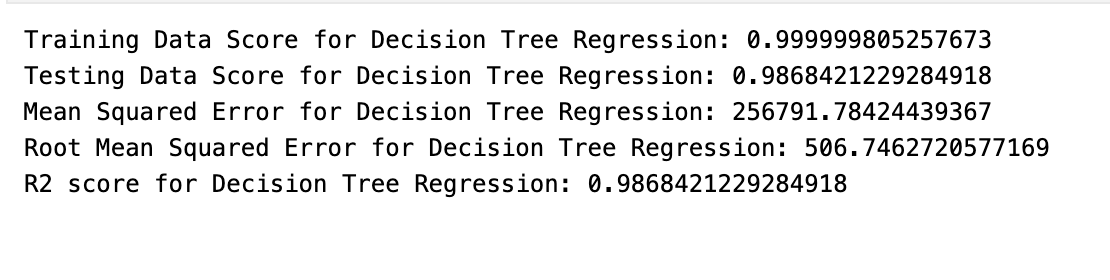 Training Data Score for Decision Tree Regression: 0.999999805257673
Testing Data Score for Decision Tree Regression: 0.9868421229284918
Mean Squared Error for Decision Tree Regression: 256791.78424439367
Root Mean Squared Error for Decision Tree Regression: 506.7462720577169
R2 score for Decision Tree Regression: 0.9868421229284918